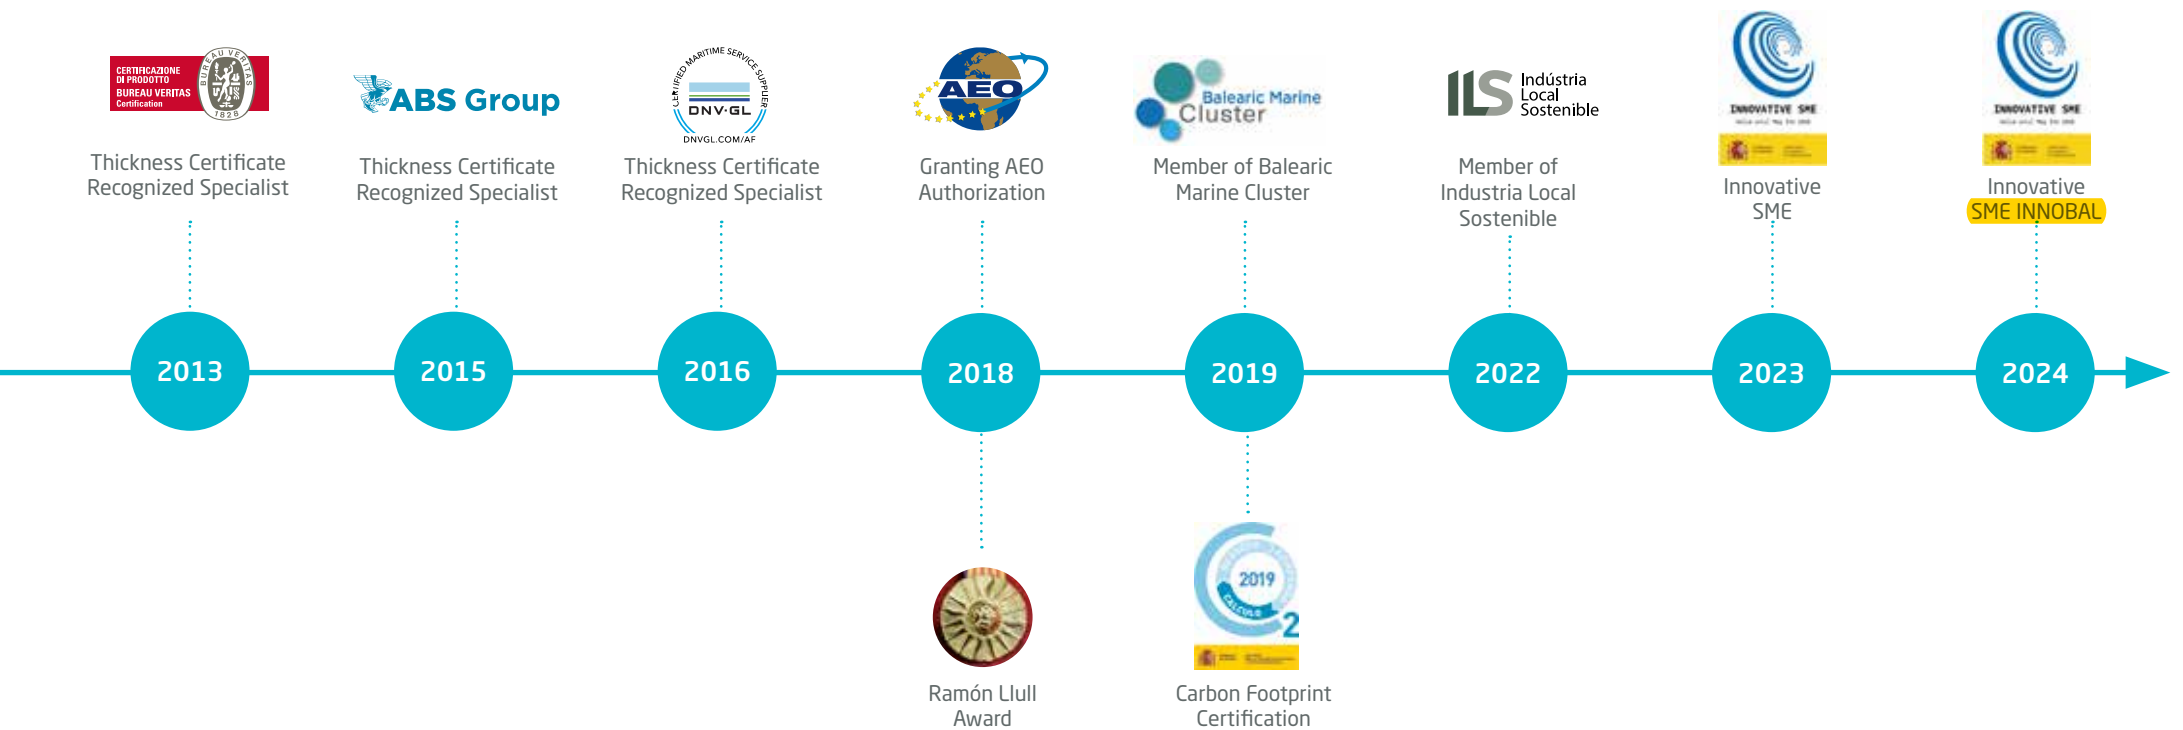 CERTIFICAZIONE
DI PRODOTTO
BUREAU VERITAS
Certification
BUREAU VERITAS
1828
Thickness Certificate
Recognized Specialist
ABS Group
Thickness Certificate
Recognized Specialist
CERTIFIED MARITIME SERVICE SUPPLIER
DNV·GL
DNVGL.COM/AF
Thickness Certificate
Recognized Specialist
AEO
Granting AEO
Authorization
Balearic Marine
Cluster
Member of Balearic
Marine Cluster
ILS
Indústria
Local
Sostenible
Member of
Industria Local
Sostenible
INNOVATIVE SME
Innovative
SME
INNOVATIVE SME
Innovative
SME INNOBAL
2013
2015
2016
2018
2019
2022
2023
2024
Ramón Llull
Award
2019
CALCULO
2
Carbon Footprint
Certification